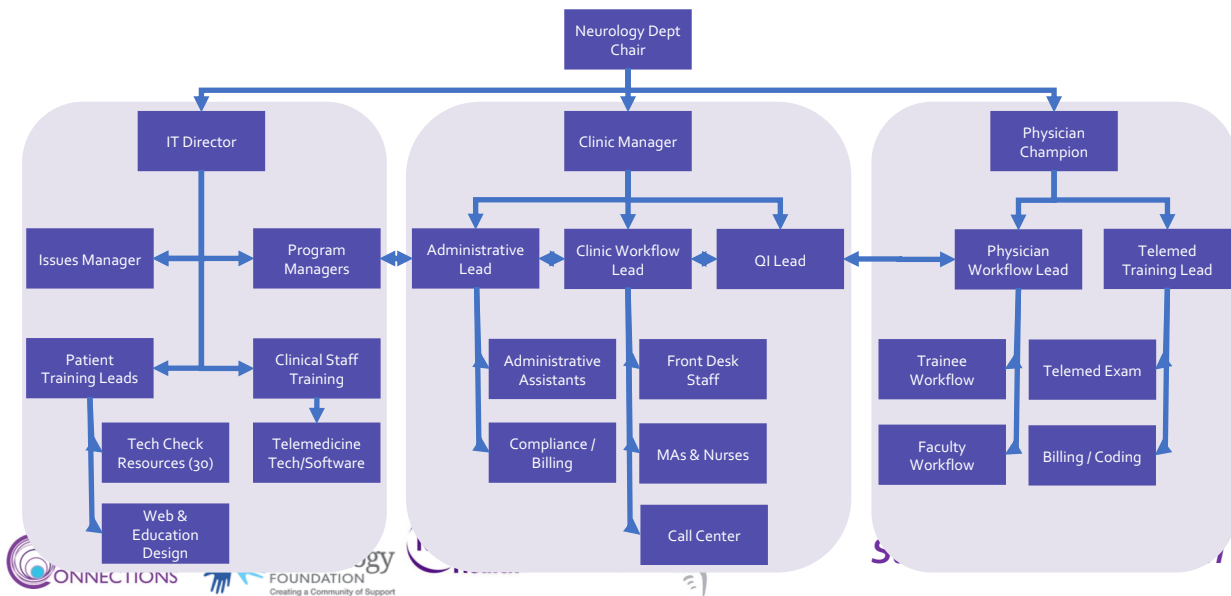 Neurology Dept
Chair
IT Director
Clinic Manager
Physician
Champion
Issues Manager
Program
Managers
Administrative
Lead
Clinic Workflow
Lead
QI Lead
Physician
Workflow Lead
Telemed
Training Lead
Patient
Training Leads
Clinical Staff
Training
Administrative
Assistants
Front Desk
Staff
Trainee
Workflow
Telemed Exam
Tech Check
Resources (30)
Telemedicine
Tech/Software
Compliance /
Billing
MAs & Nurses
Faculty
Workflow
Billing / Coding
Web &
Education
Design
Call Center
CONNECTIONS
FOUNDATION
Creating a Community of Support